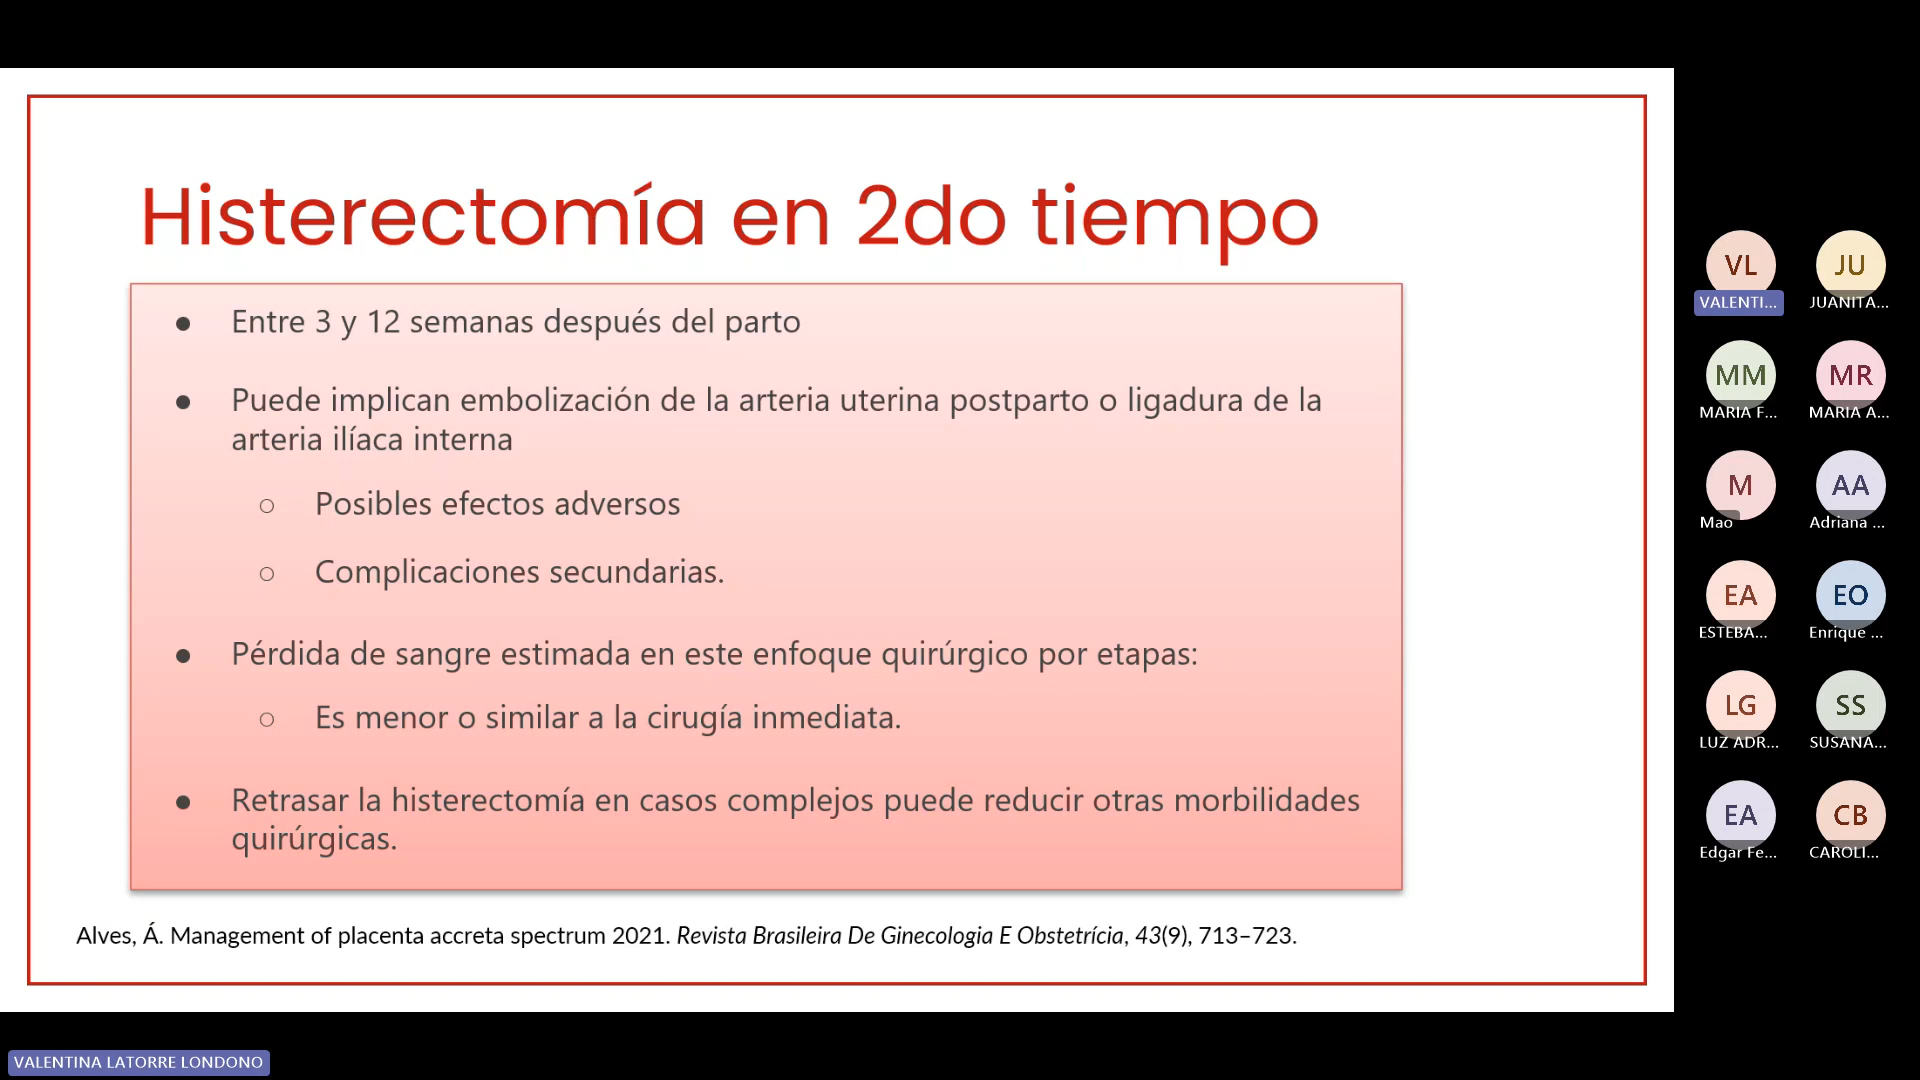 Histerectomía en 2do tiempo
● Entre 3 y 12 semanas después del parto
● Puede implican embolización de la arteria uterina postparto o ligadura de la
arteria ilíaca interna
○ Posibles efectos adversos
○ Complicaciones secundarias.
● Pérdida de sangre estimada en este enfoque quirúrgico por etapas:
○ Es menor o similar a la cirugía inmediata.
● Retrasar la histerectomía en casos complejos puede reducir otras morbilidades
quirúrgicas.
Alves, Á. Management of placenta accreta spectrum 2021. Revista Brasileira De Ginecologia E Obstetrícia, 43(9), 713–723.
VL JU
VALENTI... JUANITA...
MM MR
MARIA F... MARIA A...
M AA
Mao Adriana ...
EA EO
ESTEBA... Enrique ...
LG SS
LUZ ADR... SUSANA...
EA CB
Edgar Fe... CAROLI...
VALENTINA LATORRE LONDONO